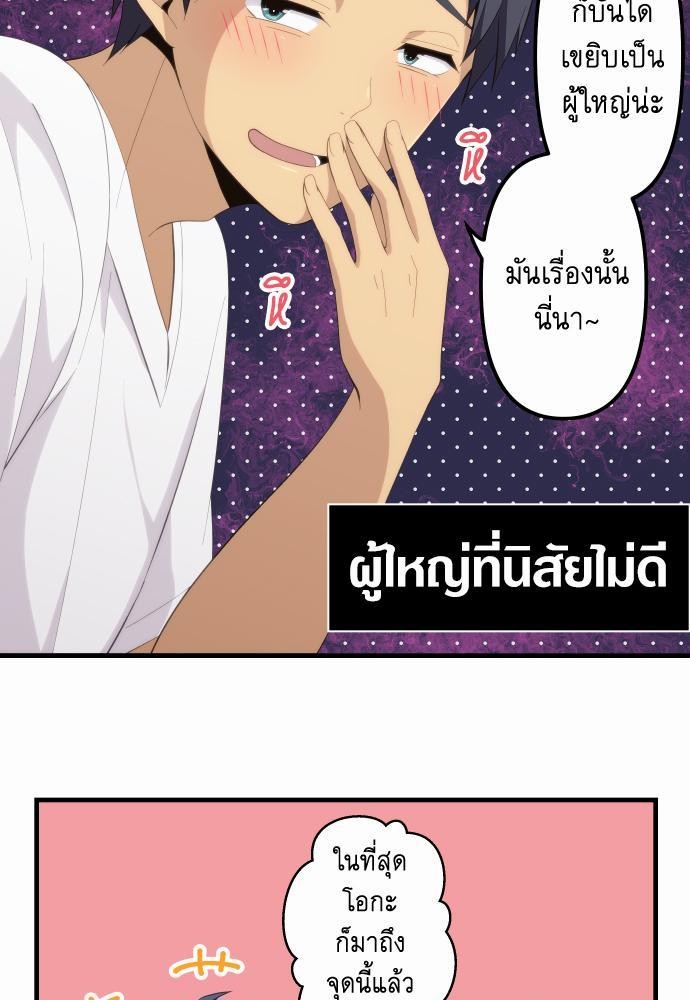 ก็บันได
เขยิบเป็น
ผู้ใหญ่น่ะ
หึ
มันเรื่องนั้น
นี่นา~
หึ
ผู้ใหญ่ที่นิสัยไม่ดี
ในที่สุด
โอกะ
ก็มาถึง
จุดนี้แล้ว